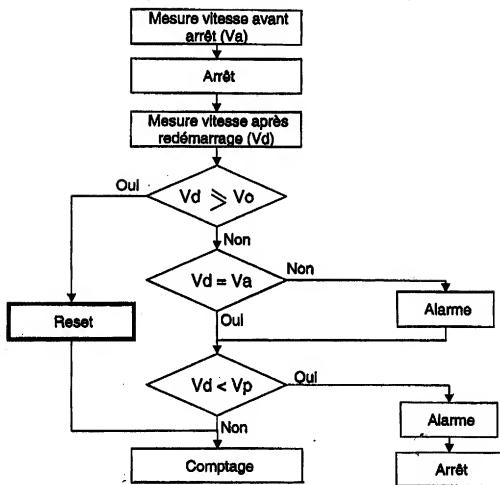 Mesure vitesse avant
arrêt (Va)
Arrêt
Mesure vitesse après
redémarrage (Vd)
Oui
Vd ⩾ Vo
Non
Vd = Va
Non
Oui
Reset
Alarme
Vd < Vp
Oui
Non
Alarme
Comptage
Arrêt